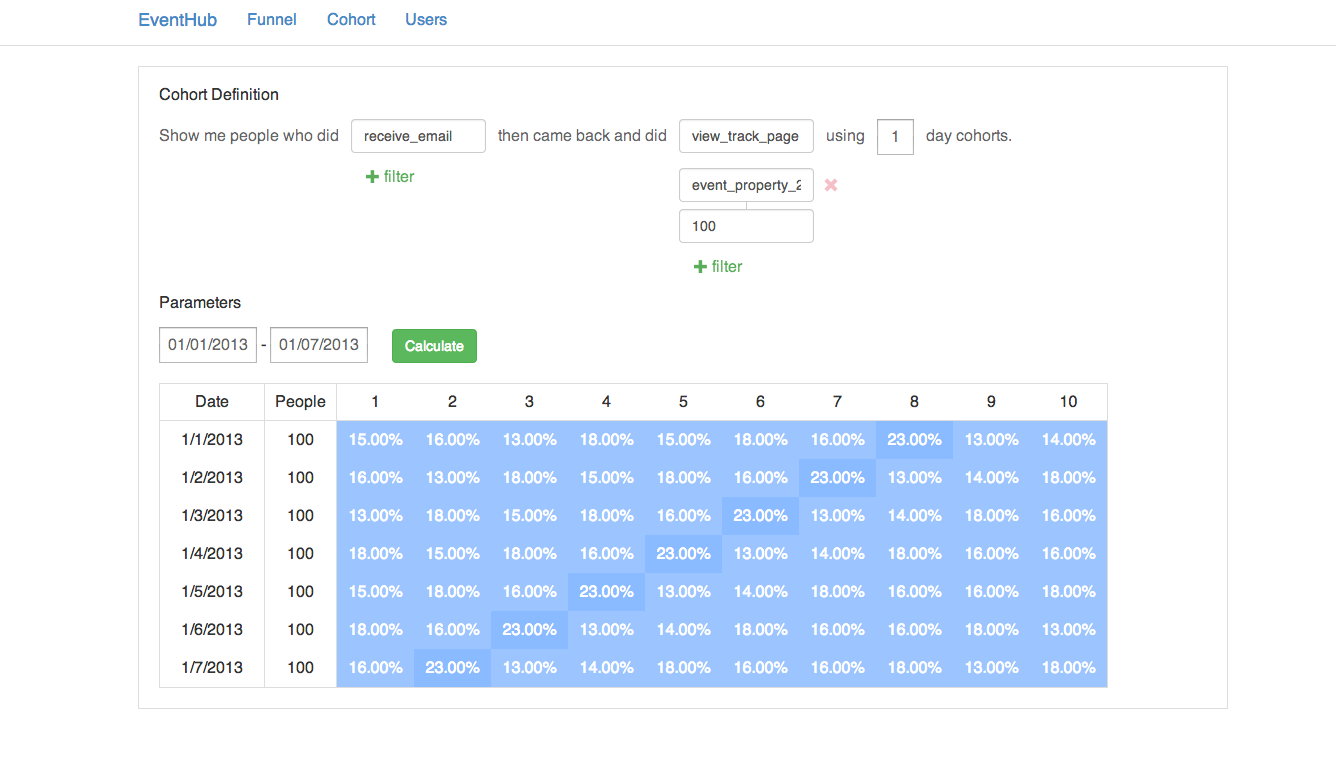 EventHub Funnel Cohort Users
Cohort Definition
Show me people who did receive_email then came back and did view_track_page using 1 day cohorts.
filter event_property_2
100
filter
Parameters
01/01/2013 - 01/07/2013 Calculate
Date People 1 2 3 4 5 6 7 8 9 10
1/1/2013 100 15.00% 16.00% 13.00% 18.00% 15.00% 18.00% 16.00% 23.00% 13.00% 14.00%
1/2/2013 100 16.00% 13.00% 18.00% 15.00% 18.00% 16.00% 23.00% 13.00% 14.00% 18.00%
1/3/2013 100 13.00% 18.00% 15.00% 18.00% 16.00% 23.00% 13.00% 14.00% 18.00% 16.00%
1/4/2013 100 18.00% 15.00% 18.00% 16.00% 23.00% 13.00% 14.00% 18.00% 16.00% 16.00%
1/5/2013 100 15.00% 18.00% 16.00% 23.00% 13.00% 14.00% 18.00% 16.00% 16.00% 18.00%
1/6/2013 100 18.00% 16.00% 23.00% 13.00% 14.00% 18.00% 16.00% 16.00% 18.00% 13.00%
1/7/2013 100 16.00% 23.00% 13.00% 14.00% 18.00% 16.00% 16.00% 18.00% 13.00% 18.00%